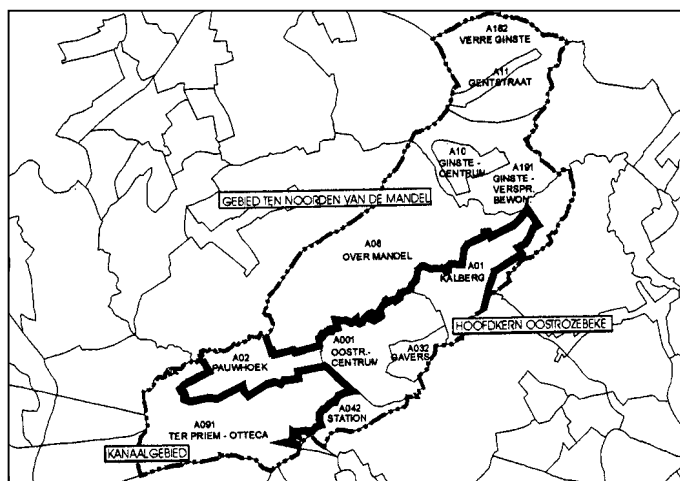 A182
VERRE GINSTE
A11
GENTSTRAAT
A10
GINSTE-
CENTRUM
A191
GINSTE-
VERSPR.
BEWON.
GEBIED TEN NOORDEN VAN DE MANDEL
A08
OVER MANDEL
A01
KALBERG
HOOFDKERN OOSTROZEBEKE
A001
OOSTR.-
CENTRUM
A032
GAVERS
A02
PAUWHOEK
A042
STATION
A091
TER PRIEM - OTTECA
KANAALGEBIED